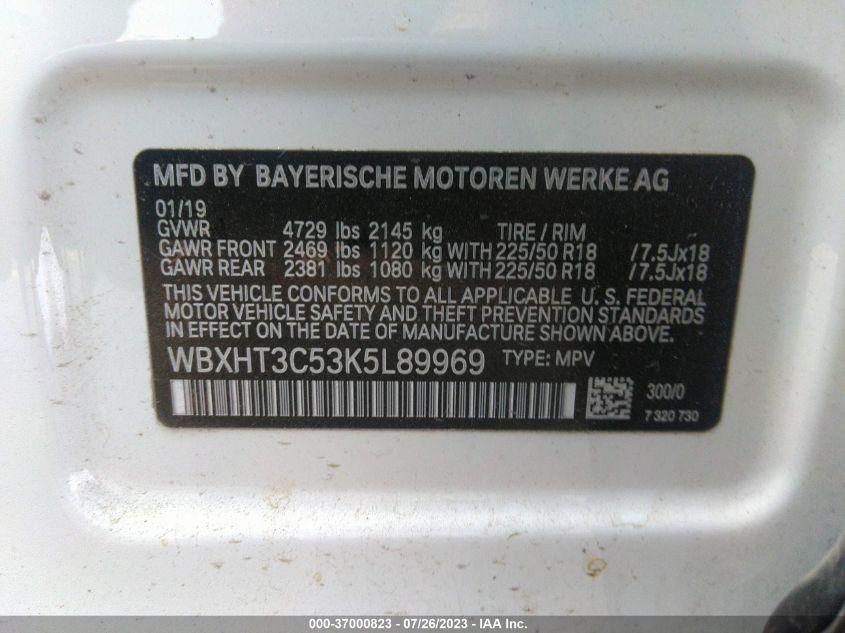 MFD BY BAYERISCHE MOTOREN WERKE AG
01/19
GVWR 4729 lbs 2145 kg TIRE / RIM
GAWR FRONT 2469 lbs 1120 kg WITH 225/50 R18 /7.5Jx18
GAWR REAR 2381 lbs 1080 kg WITH 225/50 R18 /7.5Jx18
THIS VEHICLE CONFORMS TO ALL APPLICABLE U. S. FEDERAL
MOTOR VEHICLE SAFETY AND THEFT PREVENTION STANDARDS
IN EFFECT ON THE DATE OF MANUFACTURE SHOWN ABOVE.
WBXHT3C53K5L89969 TYPE: MPV
300/0
7 320 730
000-37000823 - 07/26/2023 - IAA Inc.